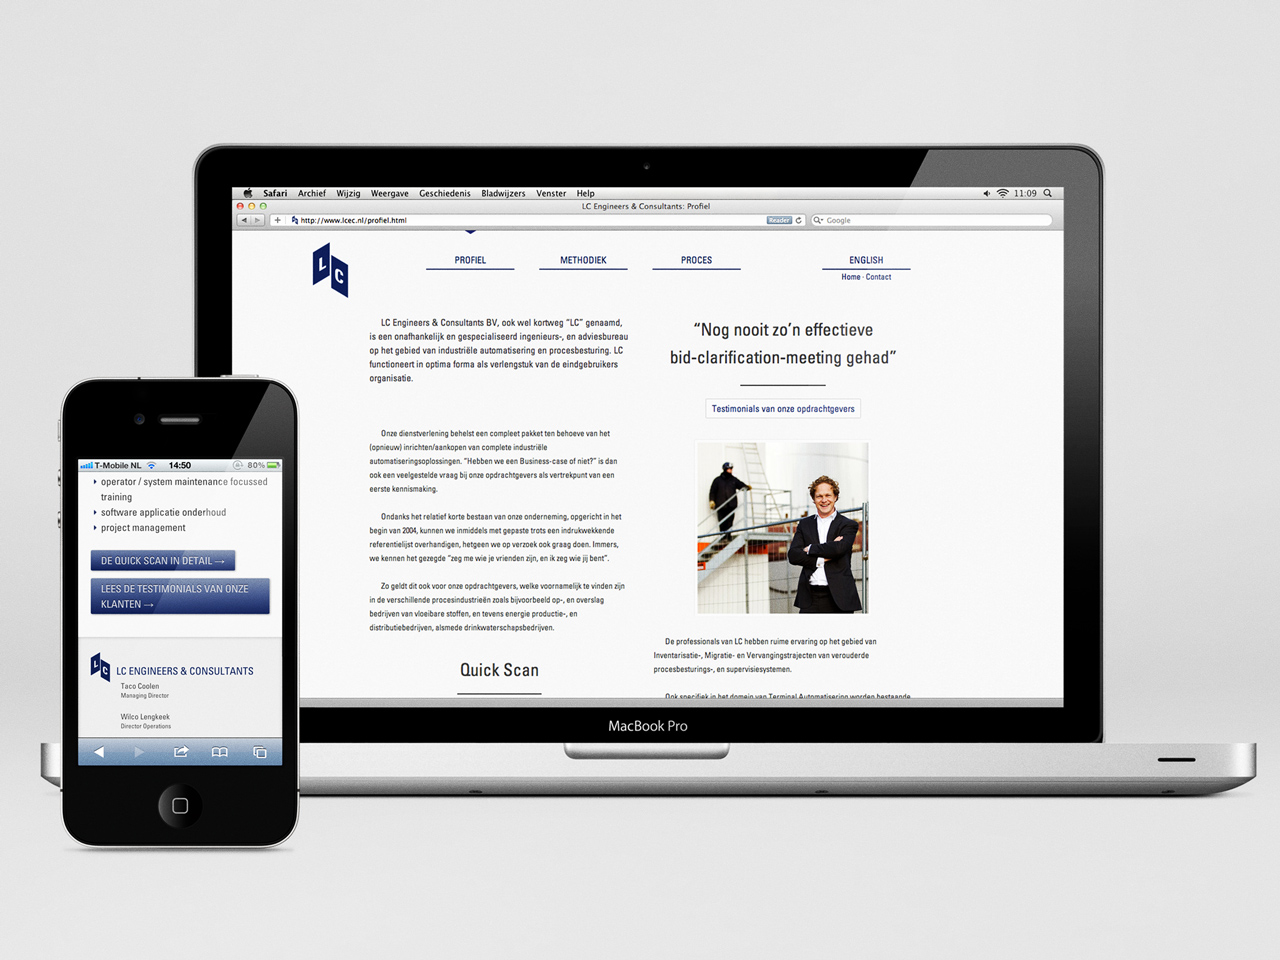 Safari Archief Wijzig Weergave Geschiedenis Bladwijzers Venster Help 11:09
LC Engineers & Consultants: Profiel
http://www.lcec.nl/profiel.html Reader Google
LC
PROFIEL METHODIEK PROCES ENGLISH
Home · Contact
LC Engineers & Consultants BV, ook wel kortweg “LC” genaamd,
is een onafhankelijk en gespecialiseerd ingenieurs-, en adviesbureau
op het gebied van industriële automatisering en procesbesturing. LC
functioneert in optima forma als verlengstuk van de eindgebruikers
organisatie.
Onze dienstverlening behelst een compleet pakket ten behoeve van het
(opnieuw) inrichten/aankopen van complete industriële
automatiseringsoplossingen. “Hebben we een Business-case of niet?” is dan
ook een veelgestelde vraag bij onze opdrachtgevers als vertrekpunt van een
eerste kennismaking.
Ondanks het relatief korte bestaan van onze onderneming, opgericht in het
begin van 2004, kunnen we inmiddels met gepaste trots een indrukwekkende
referentielijst overhandigen, hetgeen we op verzoek ook graag doen. Immers,
we kennen het gezegde “zeg me wie je vrienden zijn, en ik zeg wie jij bent”.
Zo geldt dit ook voor onze opdrachtgevers, welke voornamelijk te vinden zijn
in de verschillende procesindustrieën zoals bijvoorbeeld op-, en overslag
bedrijven van vloeibare stoffen, en tevens energie productie-, en
distributiebedrijven, alsmede drinkwaterschapsbedrijven.
Quick Scan
“Nog nooit zo’n effectieve
bid-clarification-meeting gehad”
Testimonials van onze opdrachtgevers
De professionals van LC hebben ruime ervaring op het gebied van
Inventarisatie-, Migratie- en Vervangingstrajecten van verouderde
procesbesturings-, en supervisiesystemen.
Ook specifiek in het domein van Terminal Automatisering worden bestaande
MacBook Pro
T-Mobile NL 14:50 80%
operator / system maintenance focussed
training
software applicatie onderhoud
project management
DE QUICK SCAN IN DETAIL →
LEES DE TESTIMONIALS VAN ONZE
KLANTEN →
LC
LC ENGINEERS & CONSULTANTS
Taco Coolen
Managing Director
Wilco Lengkeek
Director Operations